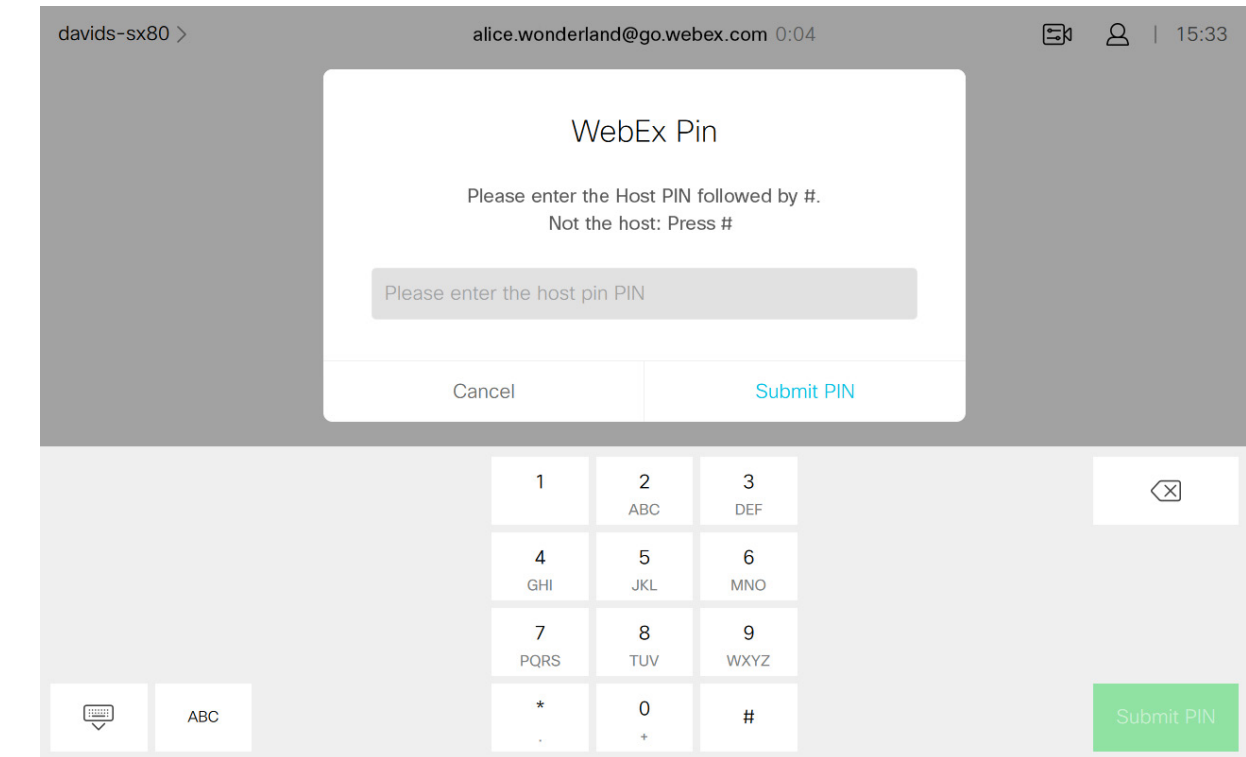 davids-sx80 >
alice.wonderland@go.webex.com 0:04
| 15:33
WebEx Pin
Please enter the Host PIN followed by #.
Not the host: Press #
Please enter the host pin PIN
Cancel
Submit PIN
1
2
ABC
3
DEF
4
GHI
5
JKL
6
MNO
7
PQRS
8
TUV
9
WXYZ
ABC
*
.
0
+
#
Submit PIN